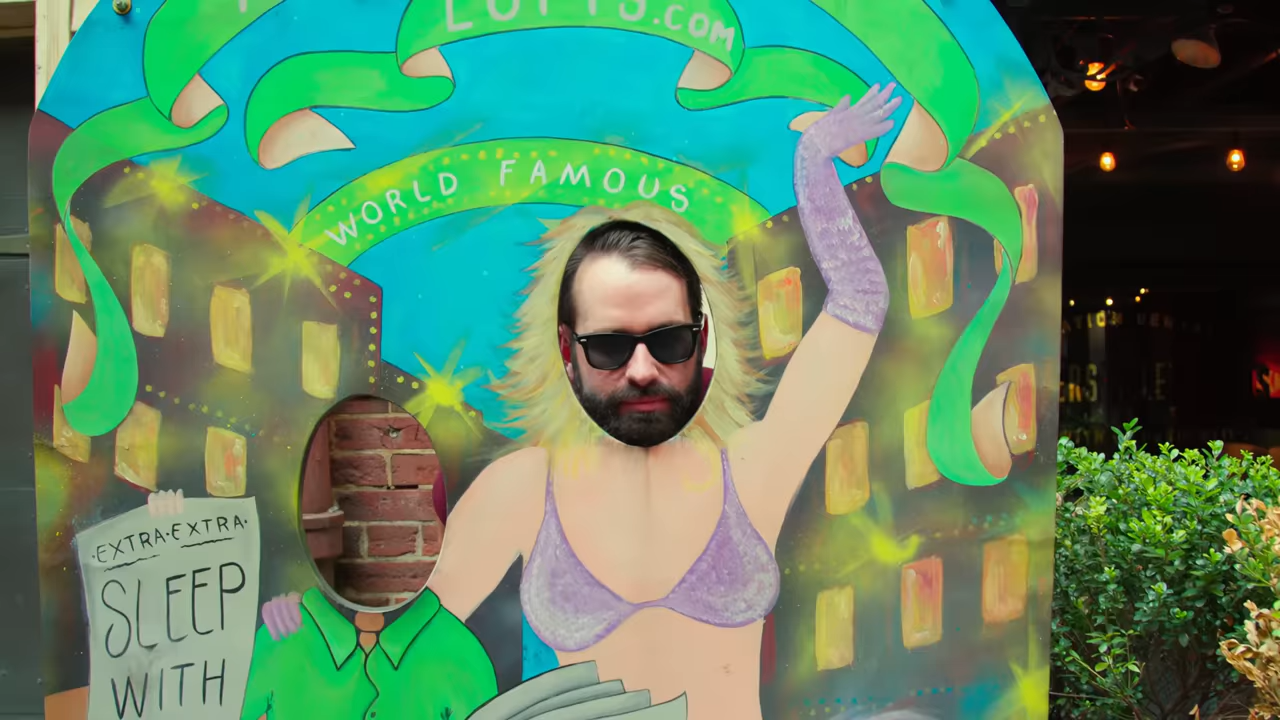 LOFTS.COM
WORLD FAMOUS
·EXTRA·EXTRA·
SLEEP
WITH